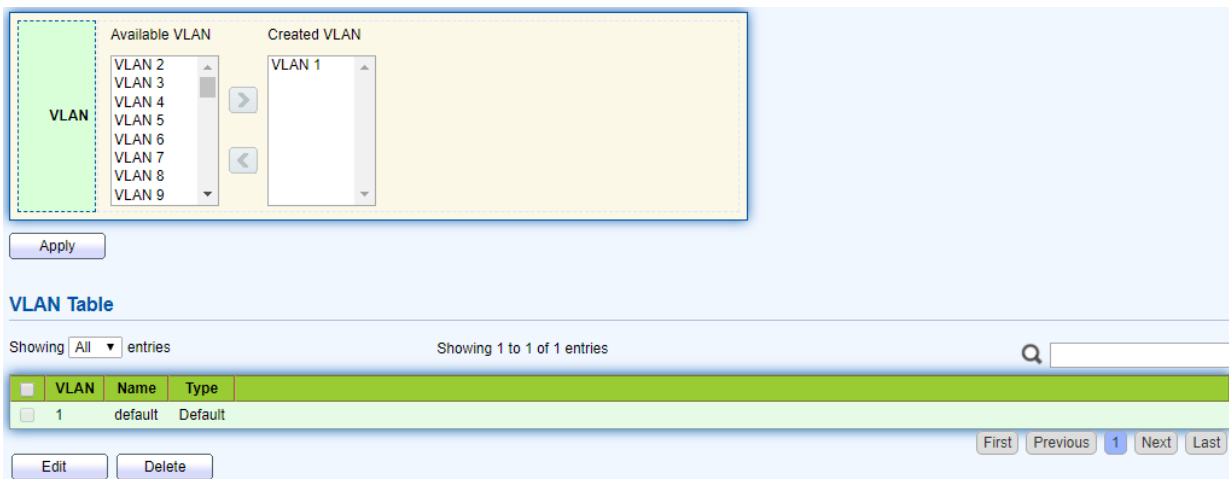 Available VLAN Created VLAN
VLAN
VLAN 2
VLAN 3
VLAN 4
VLAN 5
VLAN 6
VLAN 7
VLAN 8
VLAN 9
VLAN 1
Apply
VLAN Table
Showing All entries Showing 1 to 1 of 1 entries
VLAN Name Type
1 default Default
First Previous 1 Next Last
Edit Delete